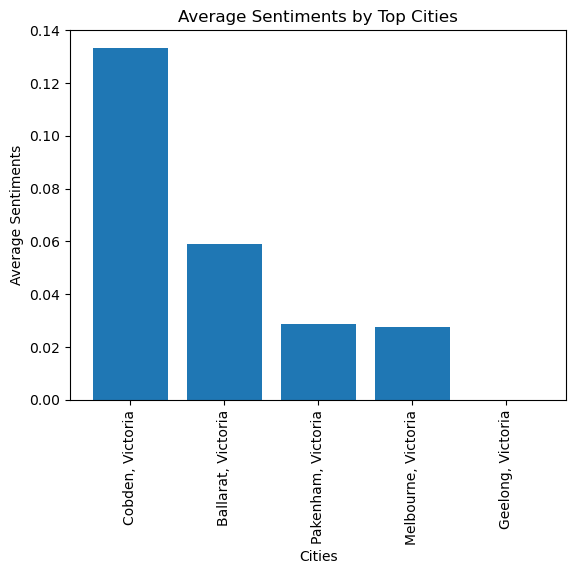 Average Sentiments by Top Cities
Average Sentiments
0.14
0.12
0.10
0.08
0.06
0.04
0.02
0.00
Cobden, Victoria
Ballarat, Victoria
Pakenham, Victoria
Melbourne, Victoria
Geelong, Victoria
Cities